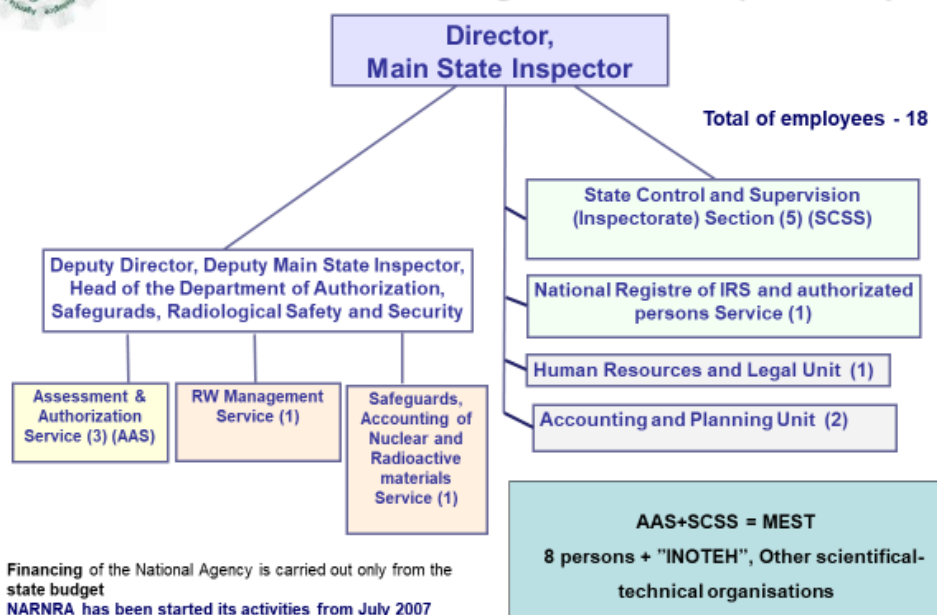 Director,
Main State Inspector
Total of employees - 18
State Control and Supervision
(Inspectorate) Section (5) (SCSS)
Deputy Director, Deputy Main State Inspector,
Head of the Department of Authorization,
Safegurads, Radiological Safety and Security
National Registre of IRS and authorizated
persons Service (1)
Human Resources and Legal Unit (1)
Accounting and Planning Unit (2)
Assessment &
Authorization
Service (3) (AAS)
RW Management
Service (1)
Safeguards,
Accounting of
Nuclear and
Radioactive
materials
Service (1)
AAS+SCSS = MEST
8 persons + "INOTEH", Other scientifical-
technical organisations
Financing of the National Agency is carried out only from the
state budget
NARNRA has been started its activities from July 2007